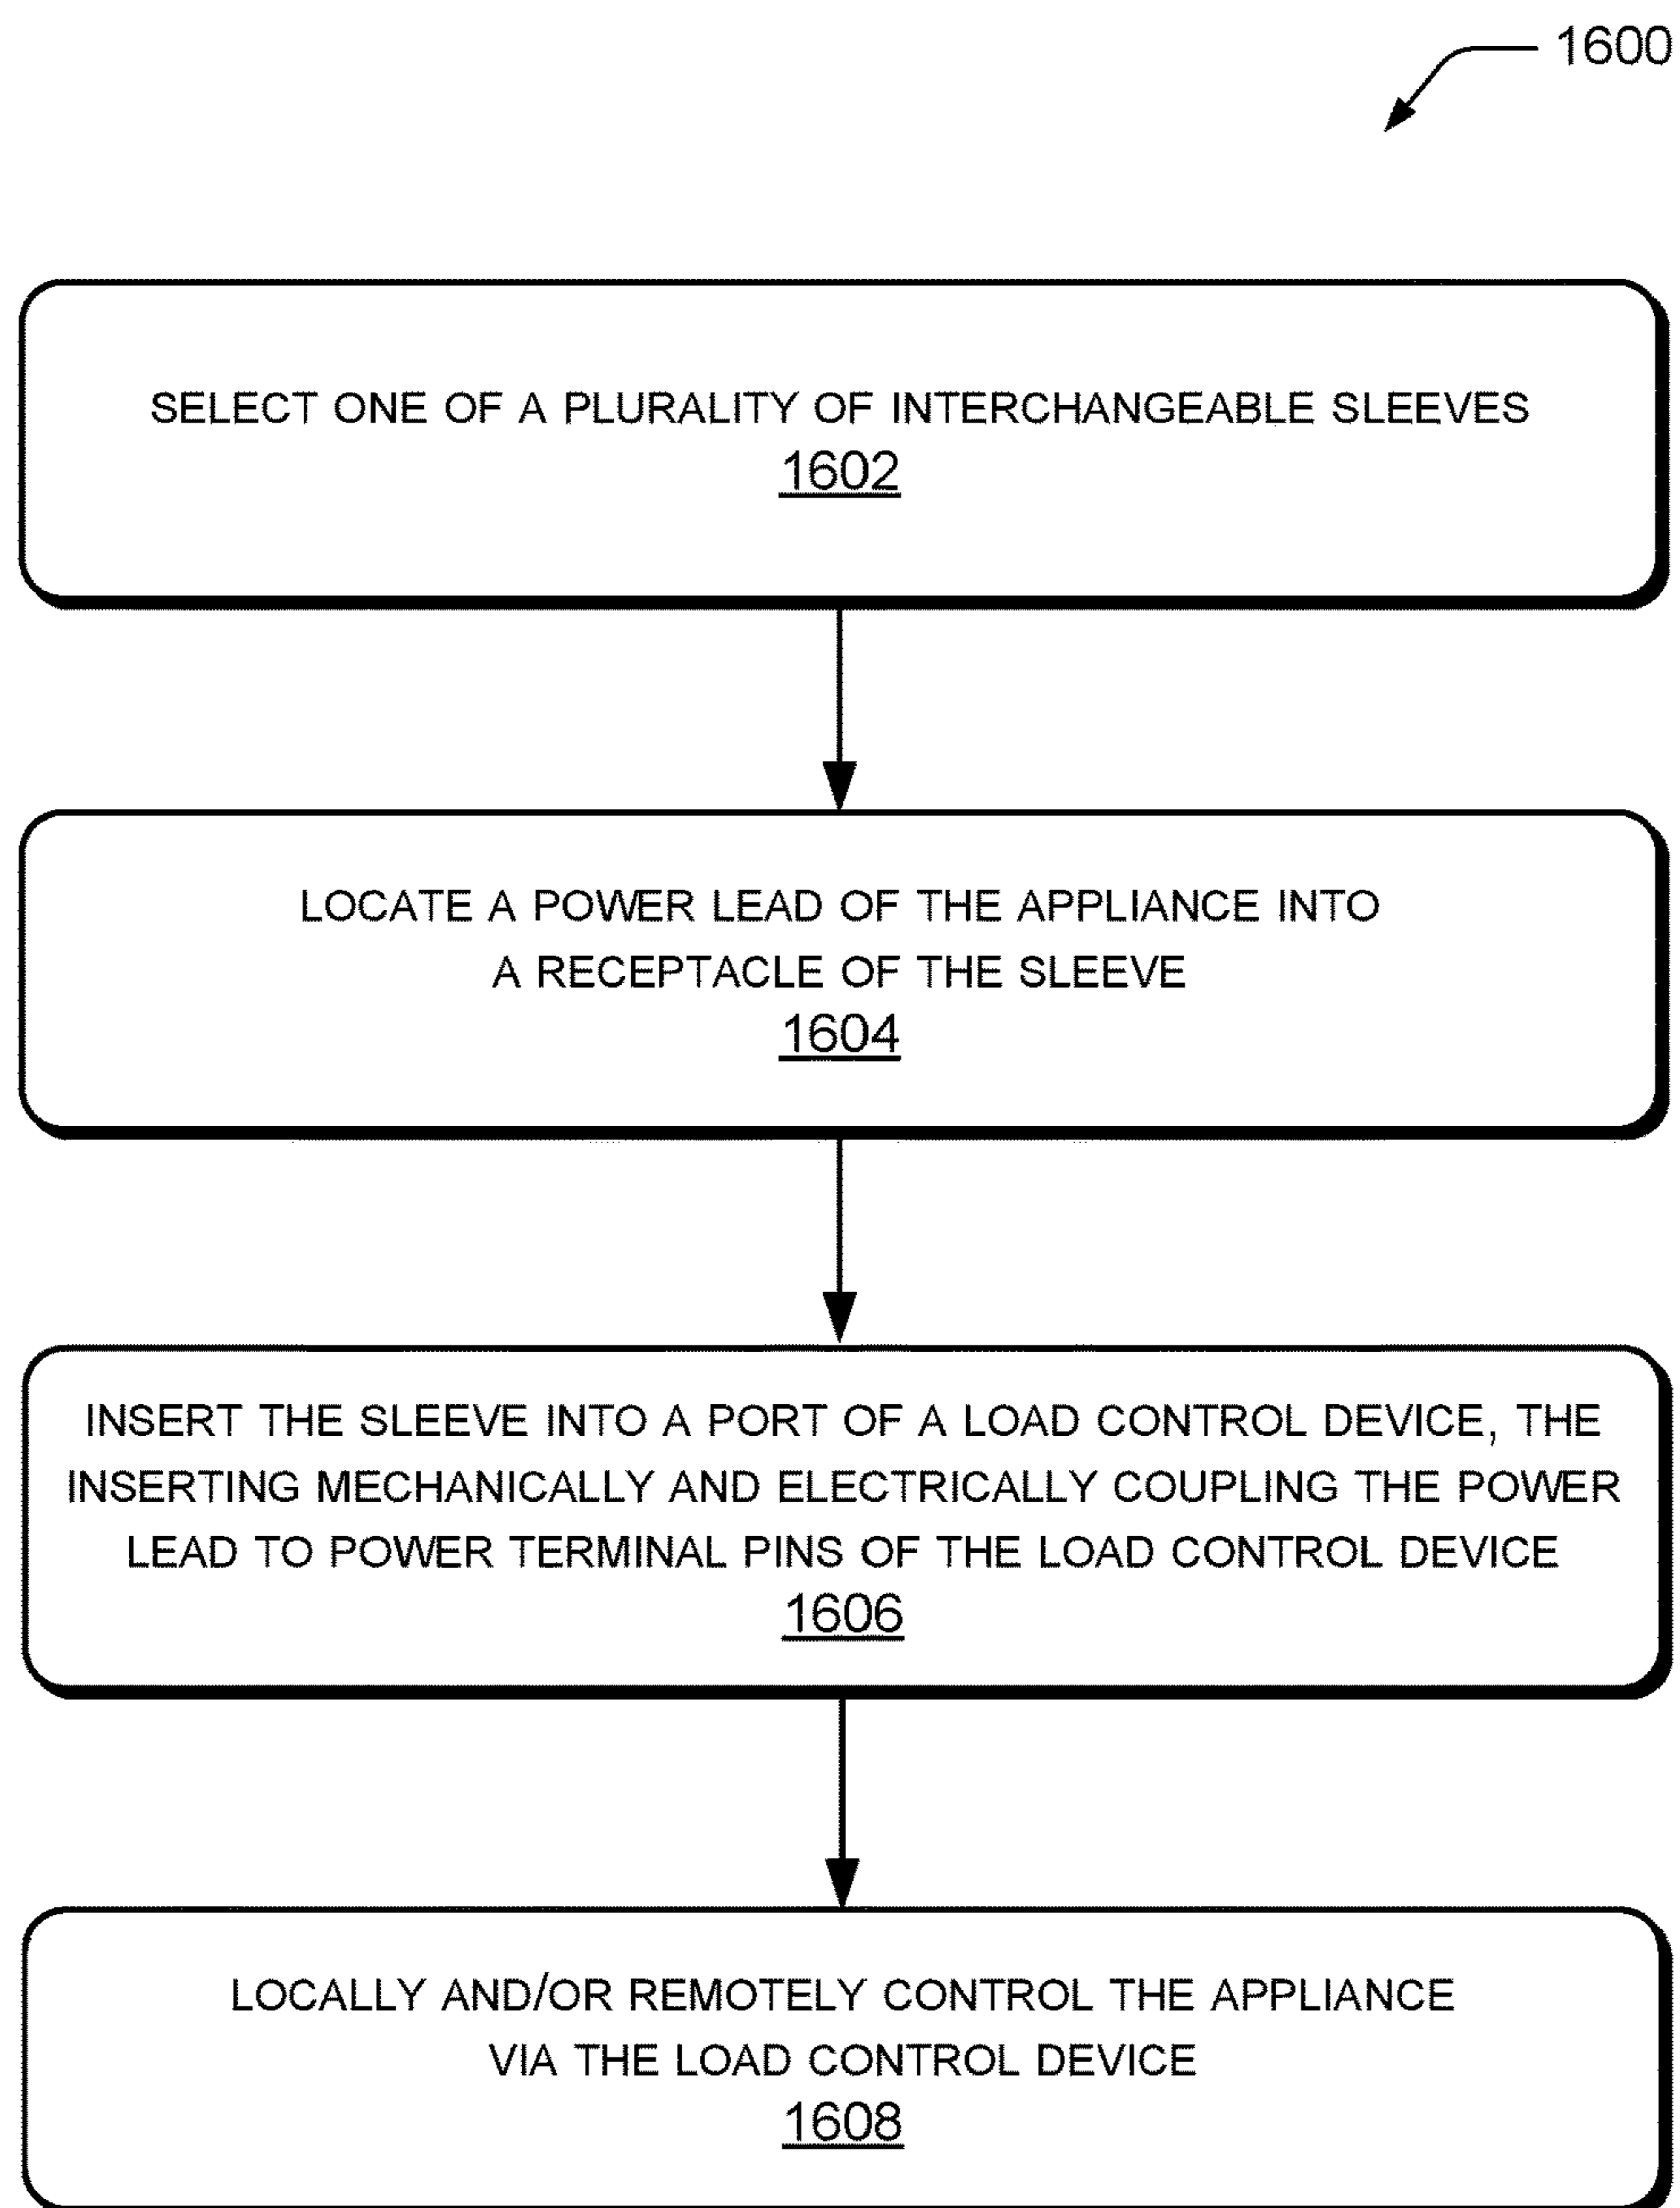 1600
SELECT ONE OF A PLURALITY OF INTERCHANGEABLE SLEEVES
1602
LOCATE A POWER LEAD OF THE APPLIANCE INTO
A RECEPTACLE OF THE SLEEVE
1604
INSERT THE SLEEVE INTO A PORT OF A LOAD CONTROL DEVICE, THE
INSERTING MECHANICALLY AND ELECTRICALLY COUPLING THE POWER
LEAD TO POWER TERMINAL PINS OF THE LOAD CONTROL DEVICE
1606
LOCALLY AND/OR REMOTELY CONTROL THE APPLIANCE
VIA THE LOAD CONTROL DEVICE
1608